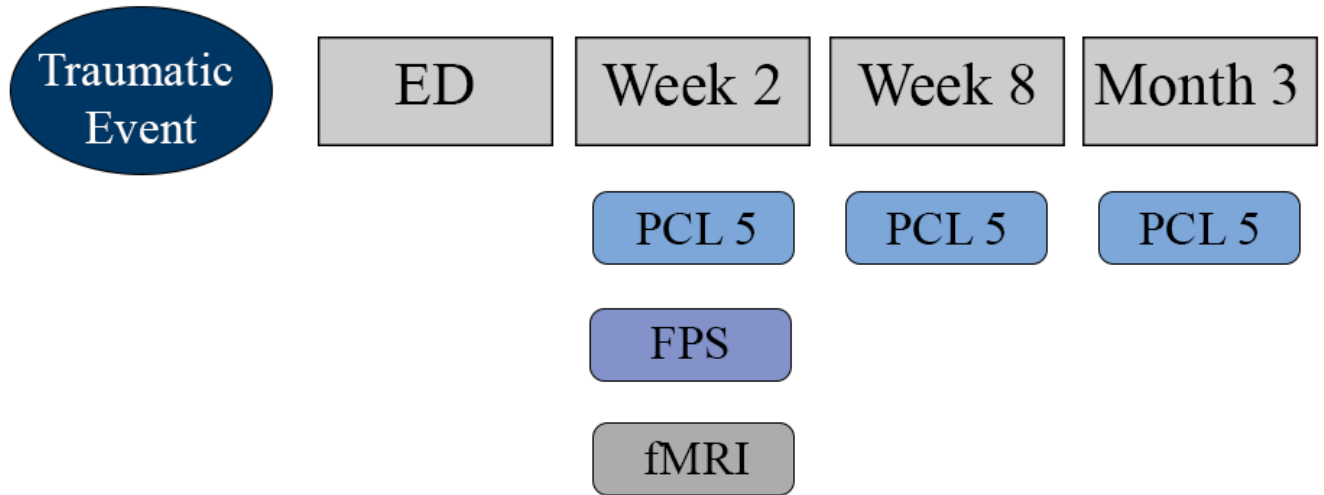 Traumatic
Event
ED
Week 2
Week 8
Month 3
PCL 5
PCL 5
PCL 5
FPS
fMRI